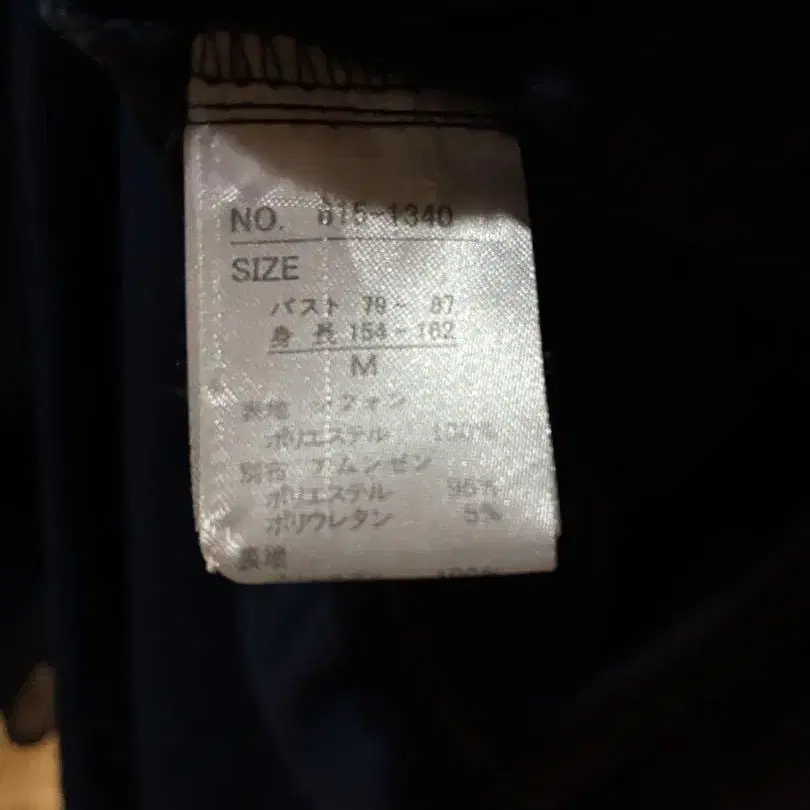 NO. 615-1340
SIZE
バスト 79～ 87
身 長 154～162
M
表地 シフォン
ポリエステル 100%
別布 アムンゼン
ポリエステル 95%
ポリウレタン 5%
裏地
100%